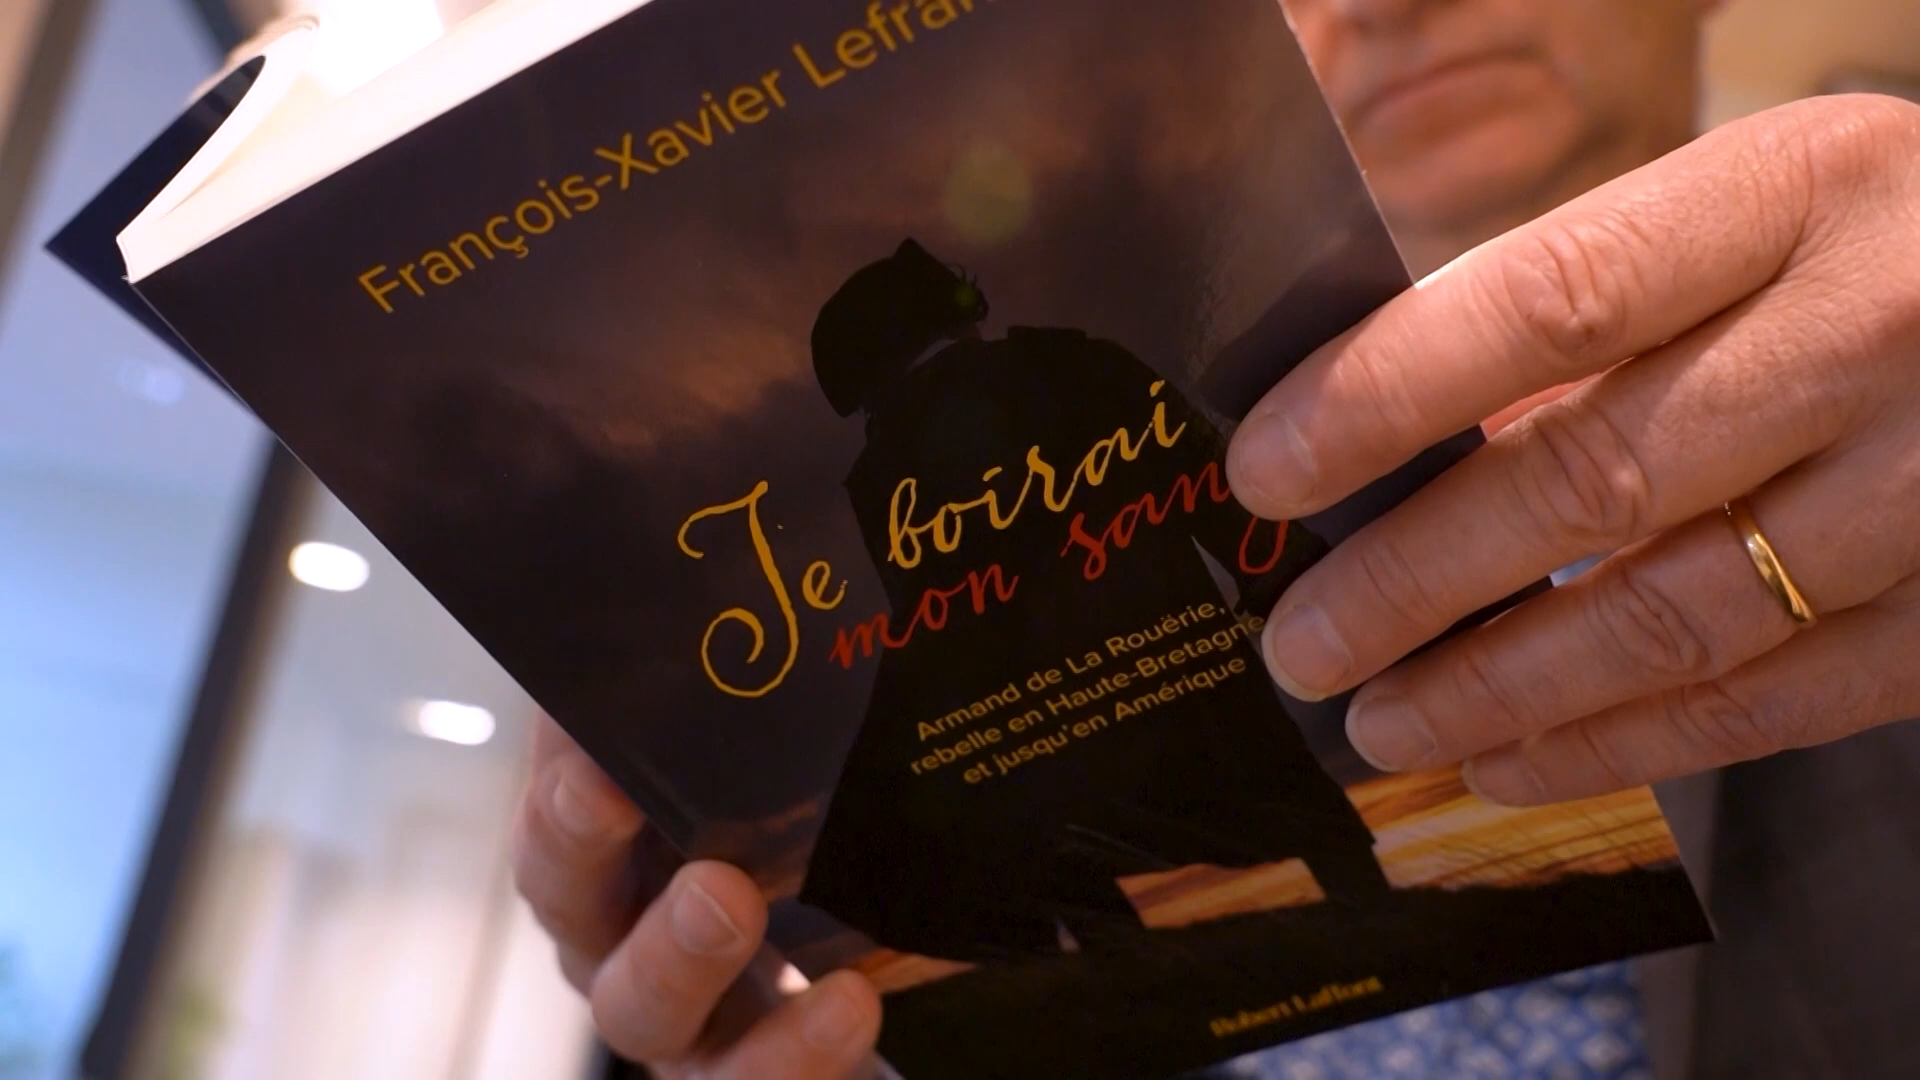 François-Xavier Lefran
Je boirai
mon sang
Armand de La Rouërie,
rebelle en Haute-Bretagne
et jusqu'en Amérique
Robert Laffont